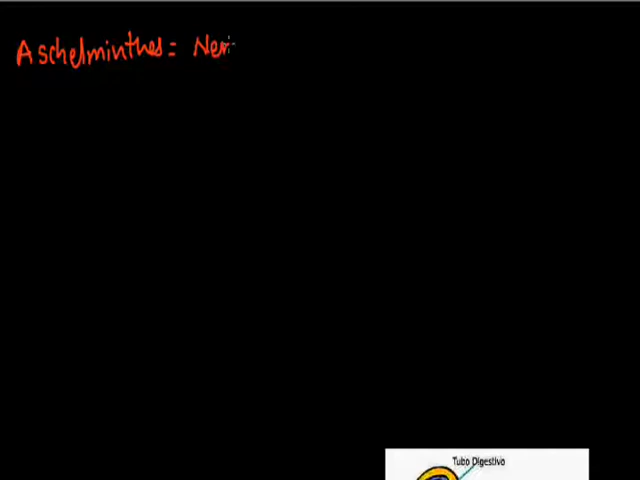 Aschelminthes = Nem
Tubo Digestivo